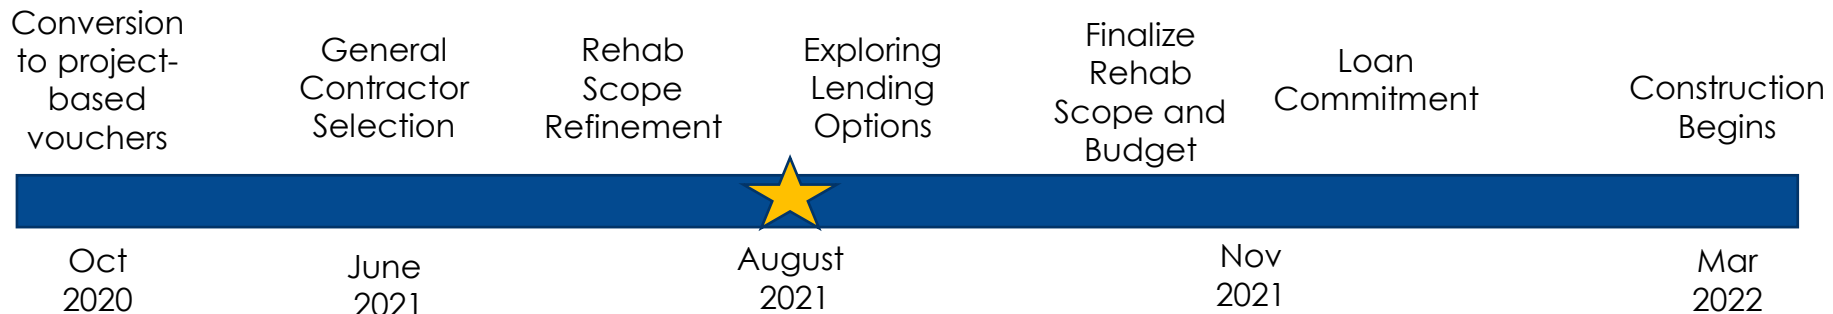 Conversion
to project-
based
vouchers
General
Contractor
Selection
Rehab
Scope
Refinement
Exploring
Lending
Options
Finalize
Rehab
Scope and
Budget
Loan
Commitment
Construction
Begins
Oct
2020
June
2021
August
2021
Nov
2021
Mar
2022